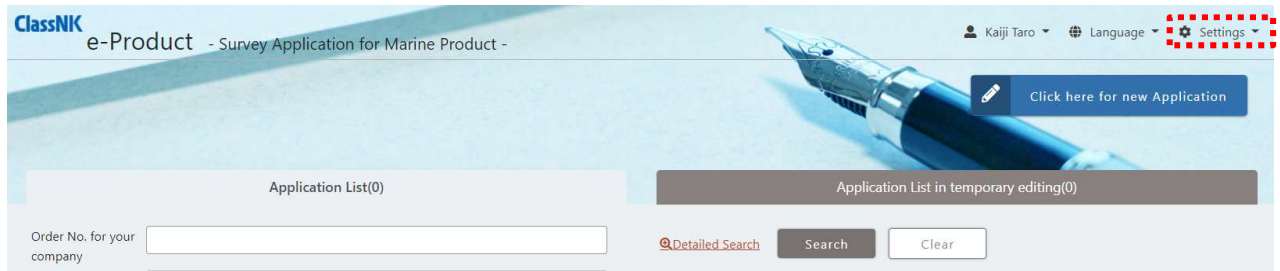 ClassNK
e-Product - Survey Application for Marine Product -
Kaiji Taro
Language
Settings
Click here for new Application
Application List(0)
Application List in temporary editing(0)
Order No. for your
company
Detailed Search
Search
Clear